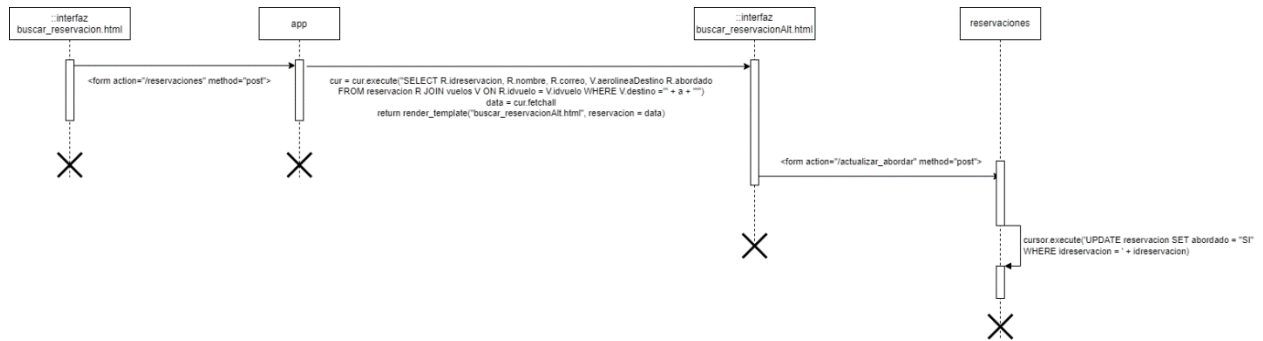 ::interfaz
buscar_reservacion.html
app
::interfaz
buscar_reservacionAlt.html
reservaciones
<form action="/reservaciones" method="post">
cur = cur.execute("SELECT R.idreservacion, R.nombre, R.correo, V.aerolineaDestino R.abordado
FROM reservacion R JOIN vuelos V ON R.idvuelo = V.idvuelo WHERE V.destino ='" + a + "'")
data = cur.fetchall
return render_template("buscar_reservacionAlt.html", reservacion = data)
<form action="/actualizar_abordar" method="post">
cursor.execute('UPDATE reservacion SET abordado = "SI"
WHERE idreservacion = ' + idreservacion)